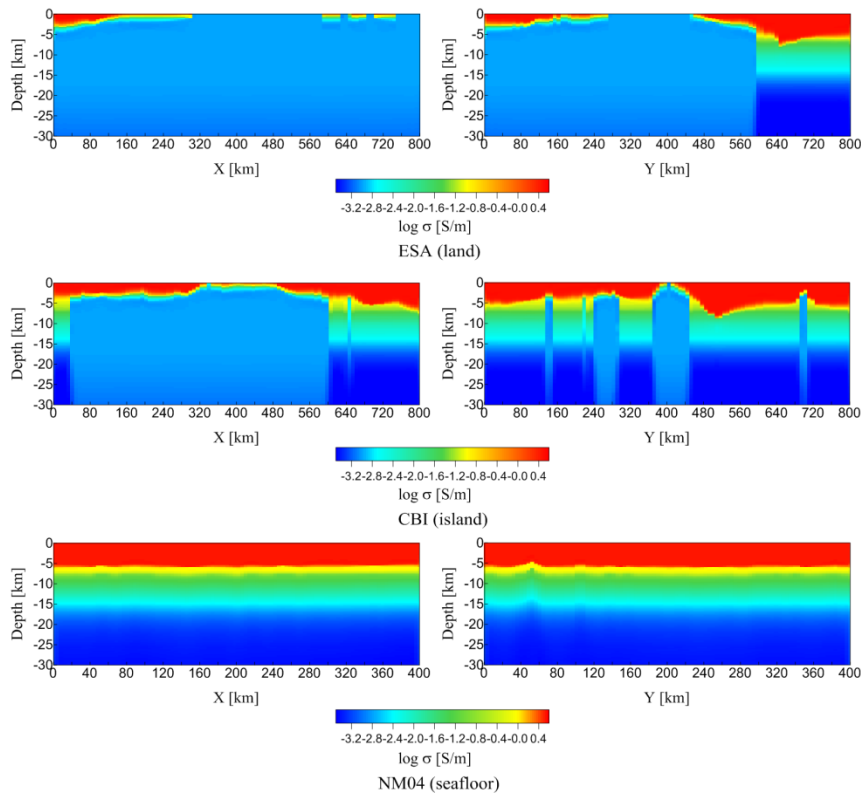 0
-5
-10
-15
-20
-25
-30
Depth [km]
0 80 160 240 320 400 480 560 640 720 800
X [km]
0
-5
-10
-15
-20
-25
-30
Depth [km]
0 80 160 240 320 400 480 560 640 720 800
Y [km]
-3.2-2.8-2.4-2.0-1.6-1.2-0.8-0.4-0.0 0.4
log σ [S/m]
ESA (land)
0
-5
-10
-15
-20
-25
-30
Depth [km]
0 80 160 240 320 400 480 560 640 720 800
X [km]
0
-5
-10
-15
-20
-25
-30
Depth [km]
0 80 160 240 320 400 480 560 640 720 800
Y [km]
-3.2-2.8-2.4-2.0-1.6-1.2-0.8-0.4-0.0 0.4
log σ [S/m]
CBI (island)
0
-5
-10
-15
-20
-25
-30
Depth [km]
0 40 80 120 160 200 240 280 320 360 400
X [km]
0
-5
-10
-15
-20
-25
-30
Depth [km]
0 40 80 120 160 200 240 280 320 360 400
Y [km]
-3.2-2.8-2.4-2.0-1.6-1.2-0.8-0.4-0.0 0.4
log σ [S/m]
NM04 (seafloor)